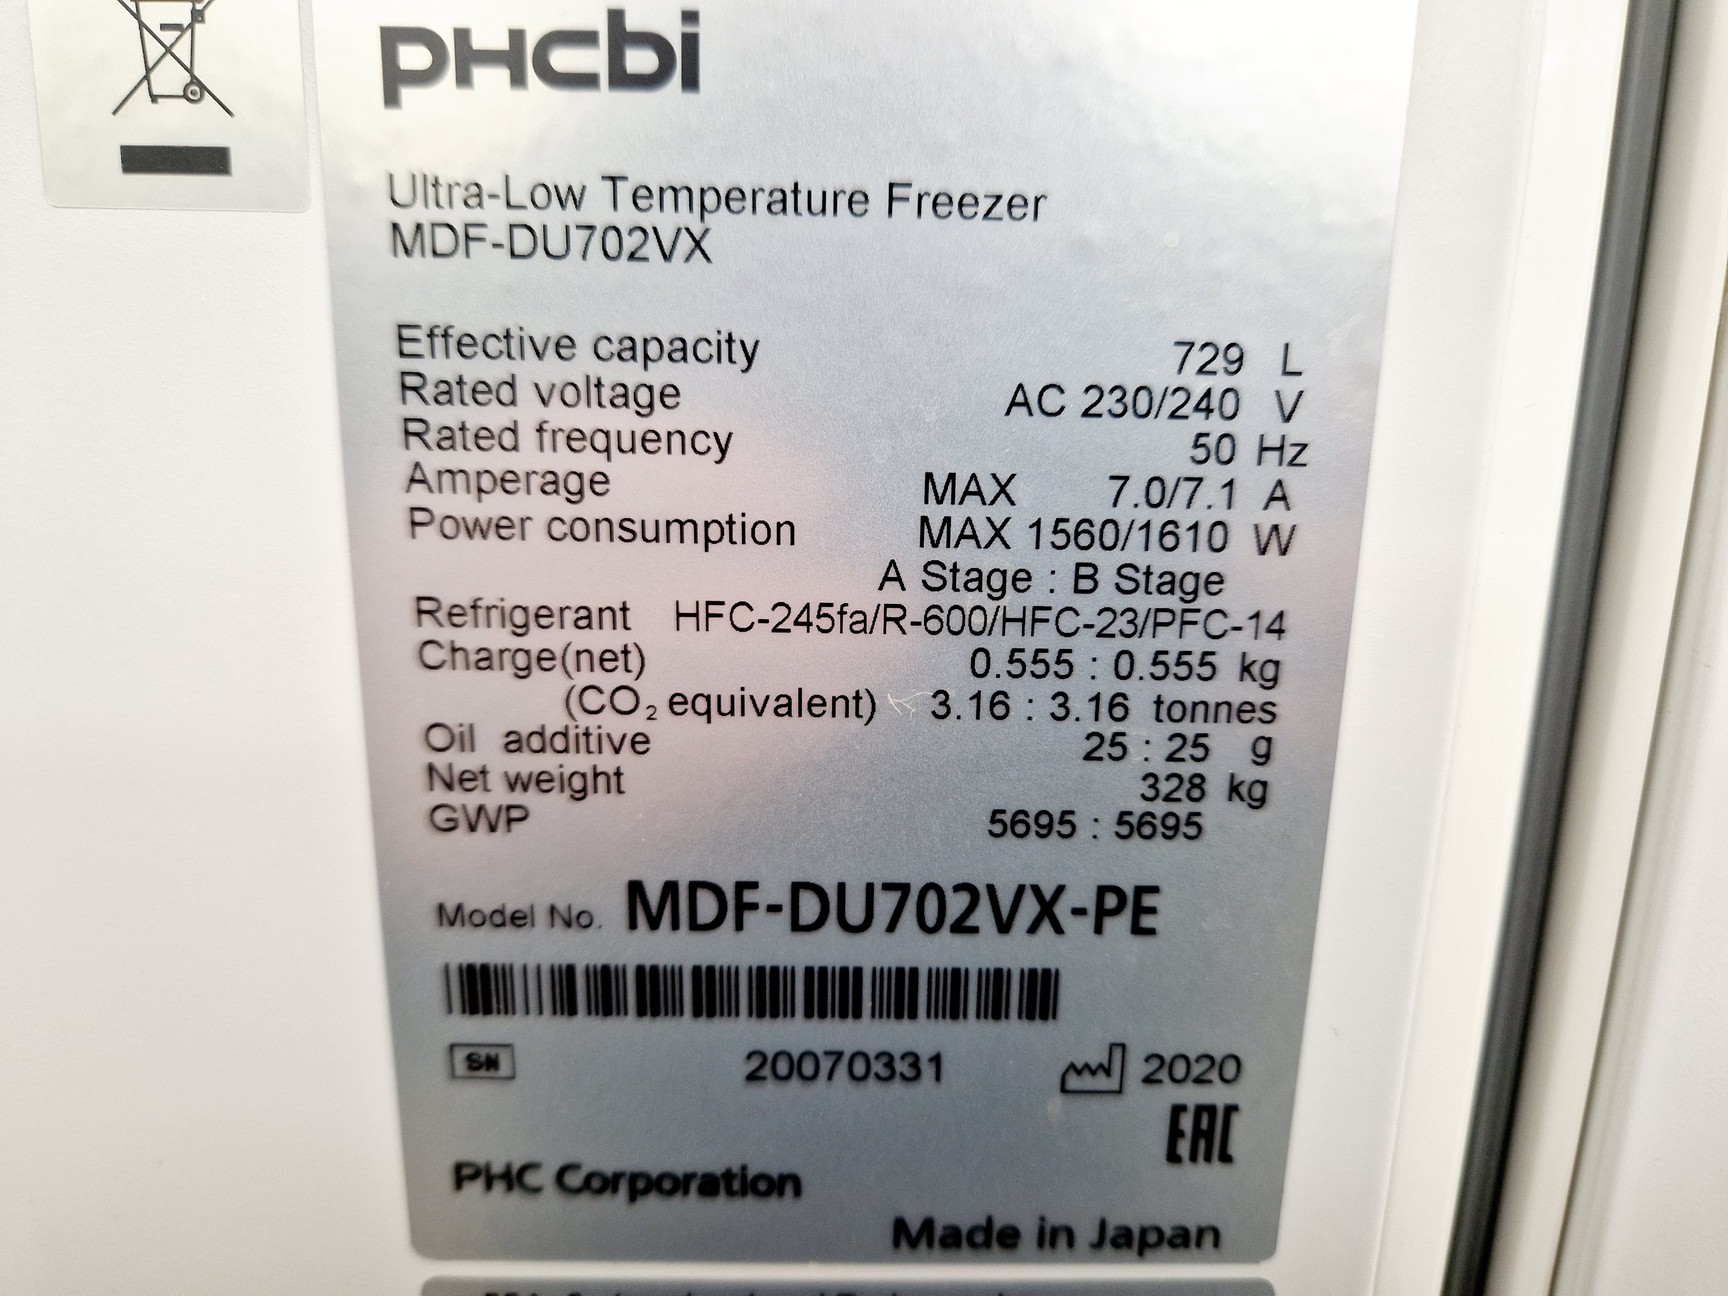 PHCbi
Ultra-Low Temperature Freezer
MDF-DU702VX
Effective capacity 729 L
Rated voltage AC 230/240 V
Rated frequency 50 Hz
Amperage MAX 7.0/7.1 A
Power consumption MAX 1560/1610 W
A Stage : B Stage
Refrigerant HFC-245fa/R-600/HFC-23/PFC-14
Charge(net) 0.555 : 0.555 kg
(CO₂ equivalent) 3.16 : 3.16 tonnes
Oil additive 25 : 25 g
Net weight 328 kg
GWP 5695 : 5695
Model No. MDF-DU702VX-PE
SN 20070331 2020
EAC
PHC Corporation
Made in Japan